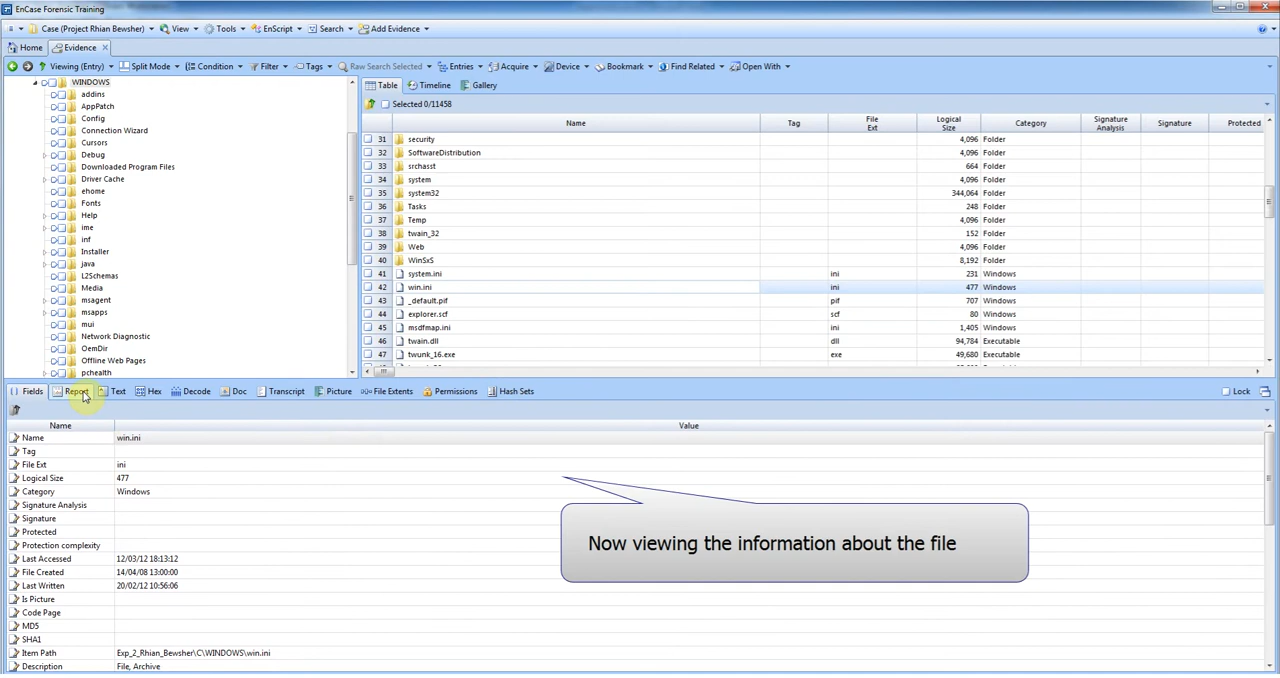 EnCase Forensic Training
Case (Project Rhian Bewsher) View Tools EnScript Search Add Evidence
Home Evidence
Viewing (Entry) Split Mode Condition Filter Tags Raw Search Selected Entries Acquire Device Bookmark Find Related Open With
WINDOWS
addins
AppPatch
Config
Connection Wizard
Cursors
Debug
Downloaded Program Files
Driver Cache
ehome
Fonts
Help
ime
inf
Installer
java
L2Schemas
Media
msagent
msapps
mui
Network Diagnostic
OemDir
Offline Web Pages
pchealth
Table Timeline Gallery
Selected 0/11458
Name Tag File Ext Logical Size Category Signature Analysis Signature Protected
31 security 4,096 Folder
32 SoftwareDistribution 4,096 Folder
33 srchasst 664 Folder
34 system 4,096 Folder
35 system32 344,064 Folder
36 Tasks 248 Folder
37 Temp 4,096 Folder
38 twain_32 152 Folder
39 Web 4,096 Folder
40 WinSxS 8,192 Folder
41 system.ini ini 231 Windows
42 win.ini ini 477 Windows
43 _default.pif pif 707 Windows
44 explorer.scf scf 80 Windows
45 msdfmap.ini ini 1,405 Windows
46 twain.dll dll 94,784 Executable
47 twunk_16.exe exe 49,680 Executable
Fields Report Text Hex Decode Doc Transcript Picture File Extents Permissions Hash Sets Lock
Name Value
Name win.ini
Tag
File Ext ini
Logical Size 477
Category Windows
Signature Analysis
Signature
Protected
Protection complexity
Last Accessed 12/03/12 18:13:12
File Created 14/04/08 13:00:00
Last Written 20/02/12 10:56:06
Is Picture
Code Page
MD5
SHA1
Item Path Exp_2_Rhian_Bewsher\C\WINDOWS\win.ini
Description File, Archive
Now viewing the information about the file